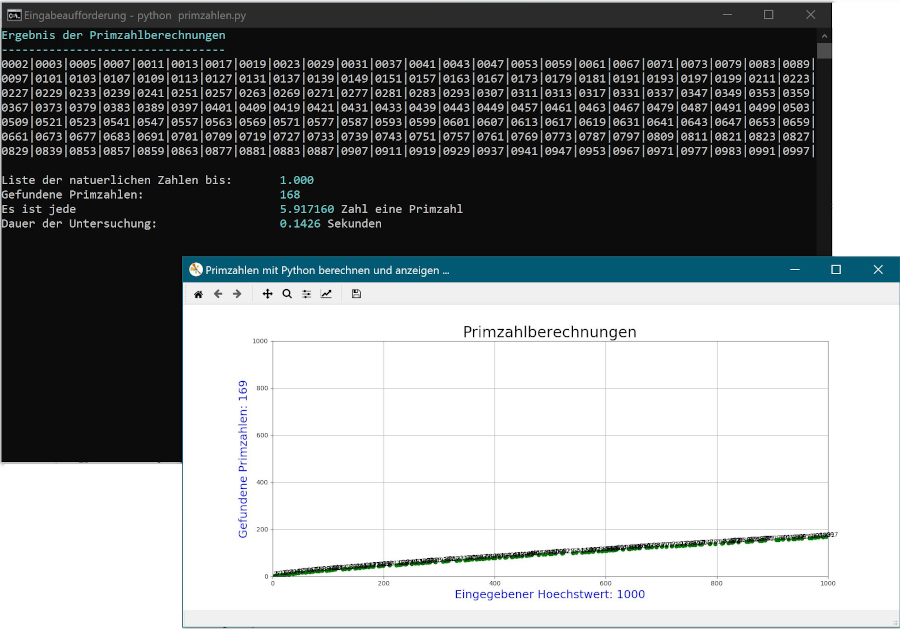 Eingabeaufforderung - python primzahlen.py
Ergebnis der Primzahlberechnungen
---------------------------------
0002|0003|0005|0007|0011|0013|0017|0019|0023|0029|0031|0037|0041|0043|0047|0053|0059|0061|0067|0071|0073|0079|0083|0089|
0097|0101|0103|0107|0109|0113|0127|0131|0137|0139|0149|0151|0157|0163|0167|0173|0179|0181|0191|0193|0197|0199|0211|0223|
0227|0229|0233|0239|0241|0251|0257|0263|0269|0271|0277|0281|0283|0293|0307|0311|0313|0317|0331|0337|0347|0349|0353|0359|
0367|0373|0379|0383|0389|0397|0401|0409|0419|0421|0431|0433|0439|0443|0449|0457|0461|0463|0467|0479|0487|0491|0499|0503|
0509|0521|0523|0541|0547|0557|0563|0569|0571|0577|0587|0593|0599|0601|0607|0613|0617|0619|0631|0641|0643|0647|0653|0659|
0661|0673|0677|0683|0691|0701|0709|0719|0727|0733|0739|0743|0751|0757|0761|0769|0773|0787|0797|0809|0811|0821|0823|0827|
0829|0839|0853|0857|0859|0863|0877|0881|0883|0887|0907|0911|0919|0929|0937|0941|0947|0953|0967|0971|0977|0983|0991|0997|
Liste der natuerlichen Zahlen bis: 1.000
Gefundene Primzahlen: 168
Es ist jede 5.917160 Zahl eine Primzahl
Dauer der Untersuchung: 0.1426 Sekunden
Primzahlen mit Python berechnen und anzeigen ...
Primzahlberechnungen
Gefundene Primzahlen: 169
1000
800
600
400
200
0
0 200 400 600 800 1000
Eingegebener Hoechstwert: 1000